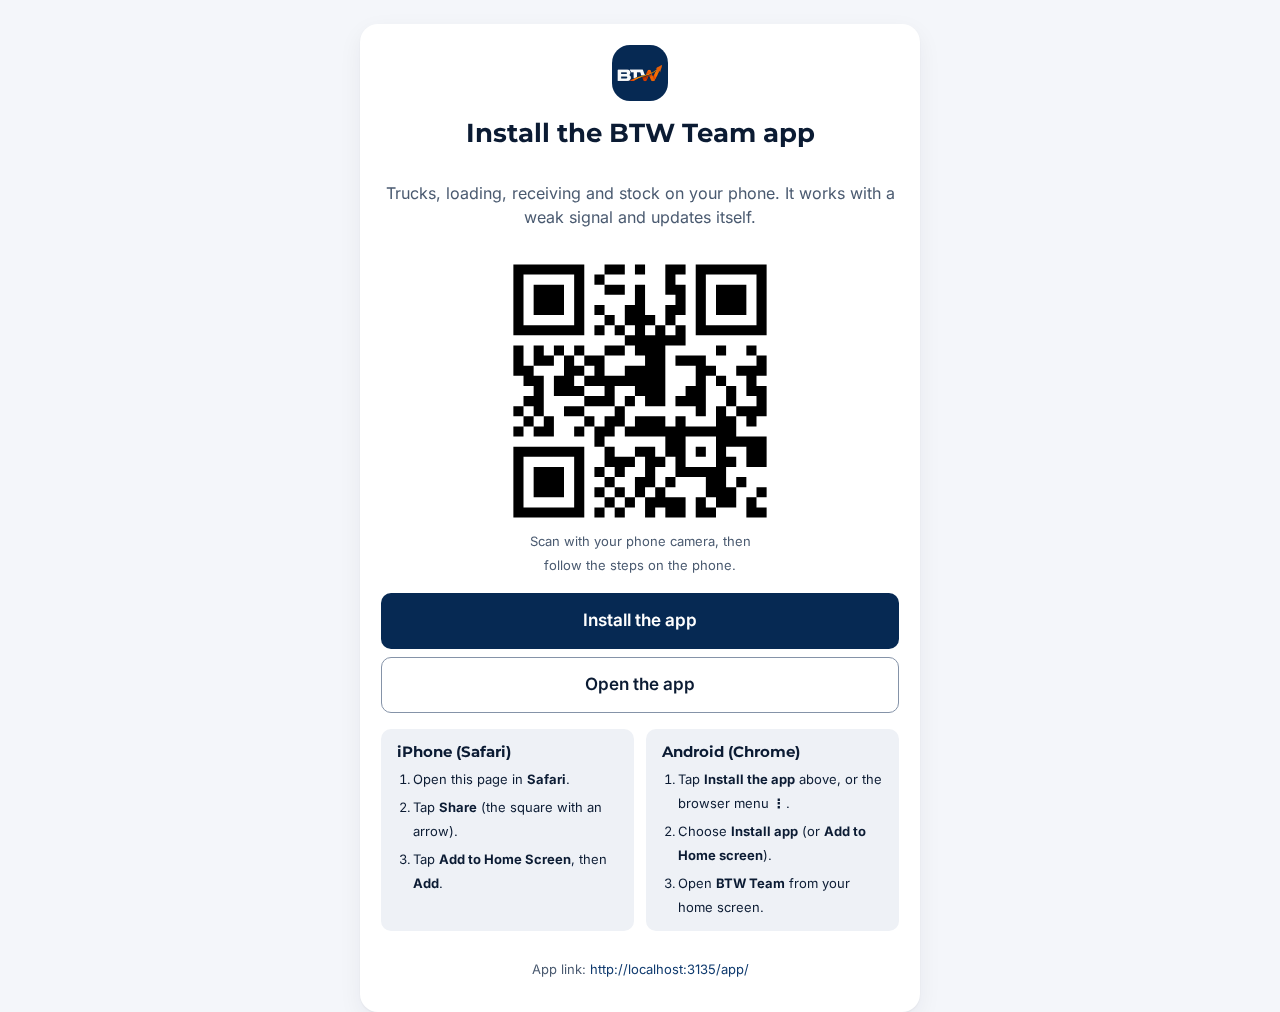 BTW
Install the BTW Team app
Trucks, loading, receiving and stock on your phone. It works with a
weak signal and updates itself.
Scan with your phone camera, then
follow the steps on the phone.
Install the app
Open the app
iPhone (Safari)
1. Open this page in Safari.
2. Tap Share (the square with an
arrow).
3. Tap Add to Home Screen, then
Add.
Android (Chrome)
1. Tap Install the app above, or the
browser menu ⋮.
2. Choose Install app (or Add to
Home screen).
3. Open BTW Team from your
home screen.
App link: http://localhost:3135/app/